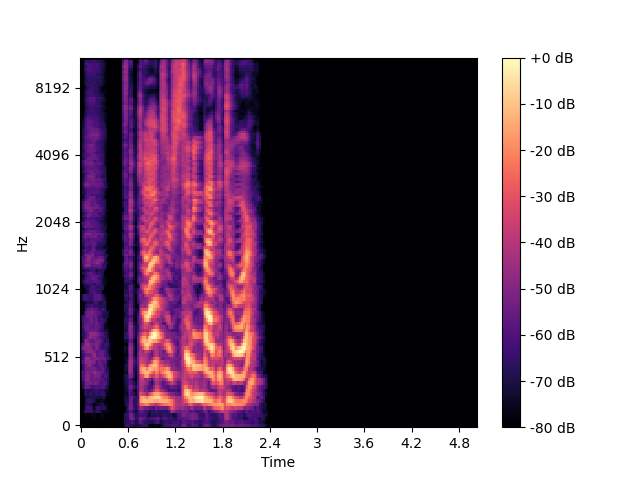 8192
4096
2048
1024
512
0
Hz
0 0.6 1.2 1.8 2.4 3 3.6 4.2 4.8
Time
+0 dB
-10 dB
-20 dB
-30 dB
-40 dB
-50 dB
-60 dB
-70 dB
-80 dB